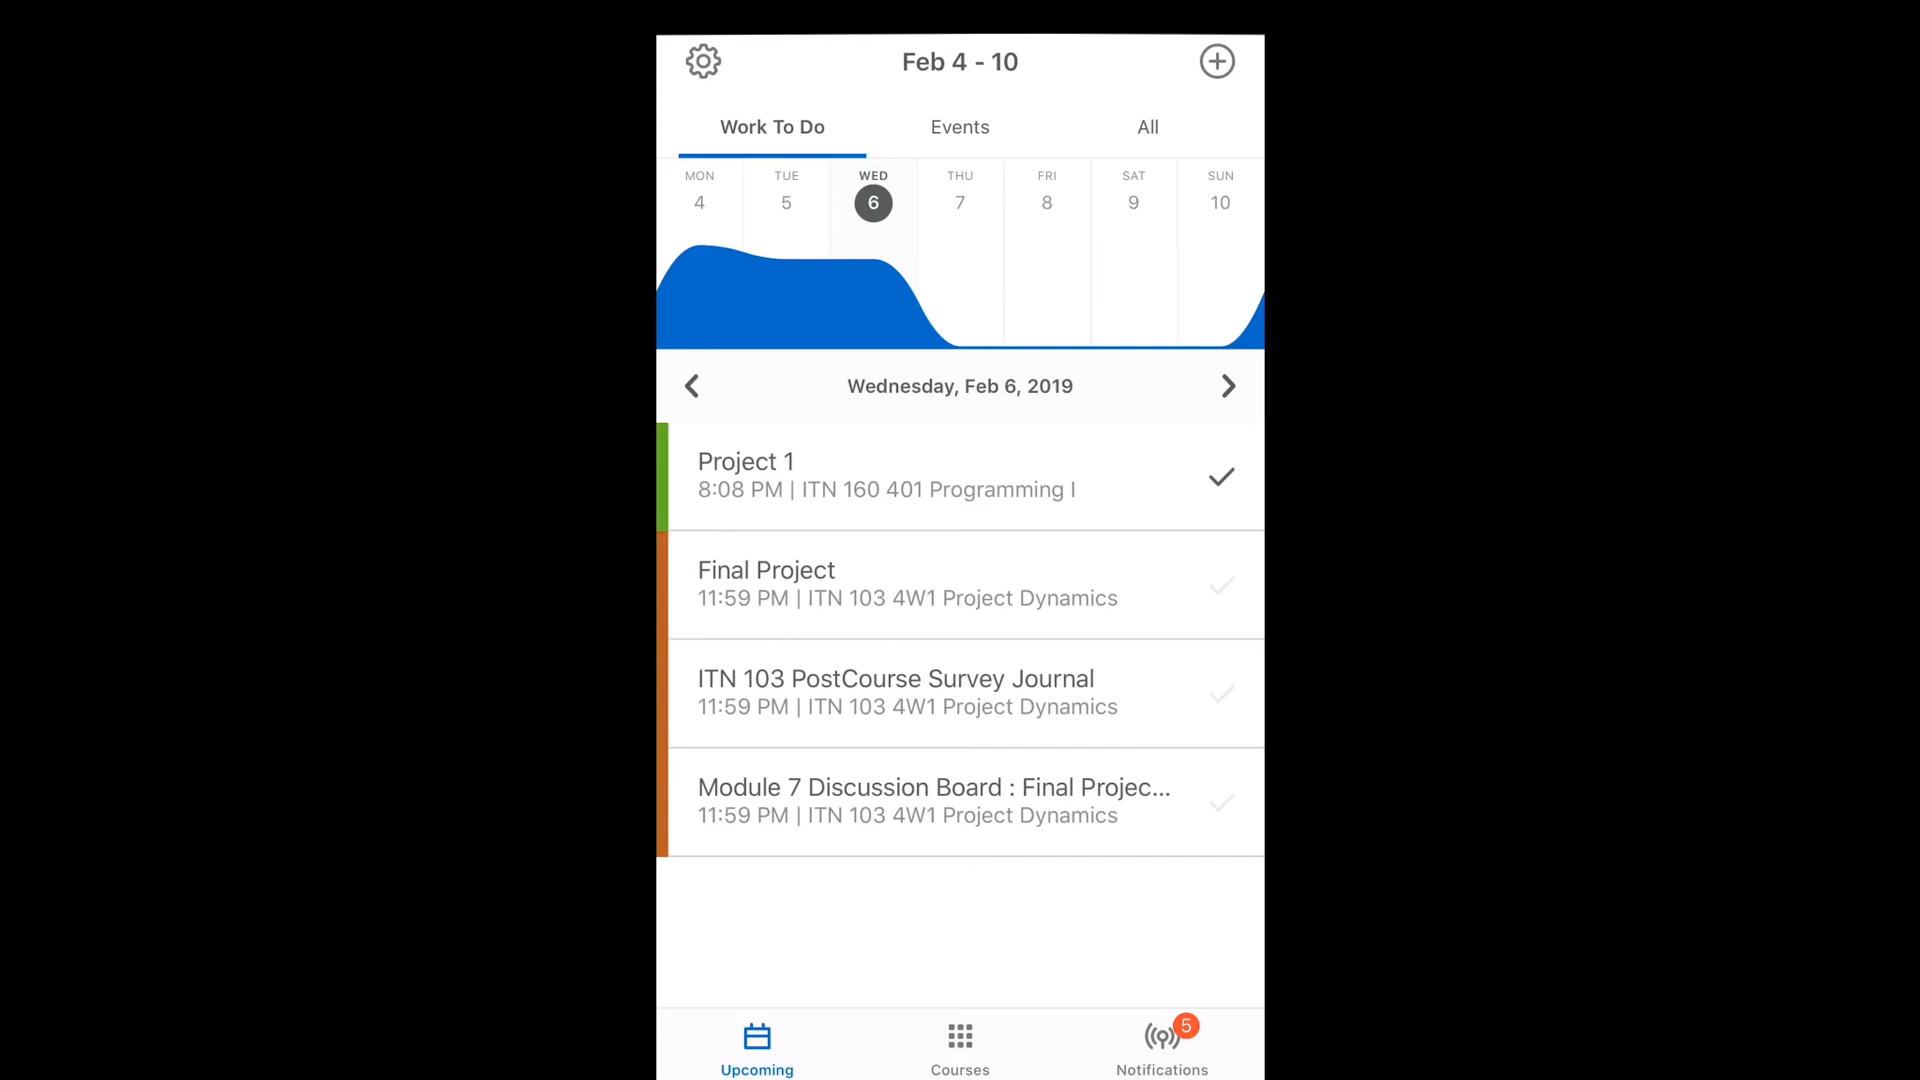 Feb 4 - 10
Work To Do
Events
All
MON
TUE
WED
THU
FRI
SAT
SUN
4
5
6
7
8
9
10
Wednesday, Feb 6, 2019
Project 1
8:08 PM | ITN 160 401 Programming I
Final Project
11:59 PM | ITN 103 4W1 Project Dynamics
ITN 103 PostCourse Survey Journal
11:59 PM | ITN 103 4W1 Project Dynamics
Module 7 Discussion Board : Final Projec...
11:59 PM | ITN 103 4W1 Project Dynamics
5
Upcoming
Courses
Notifications